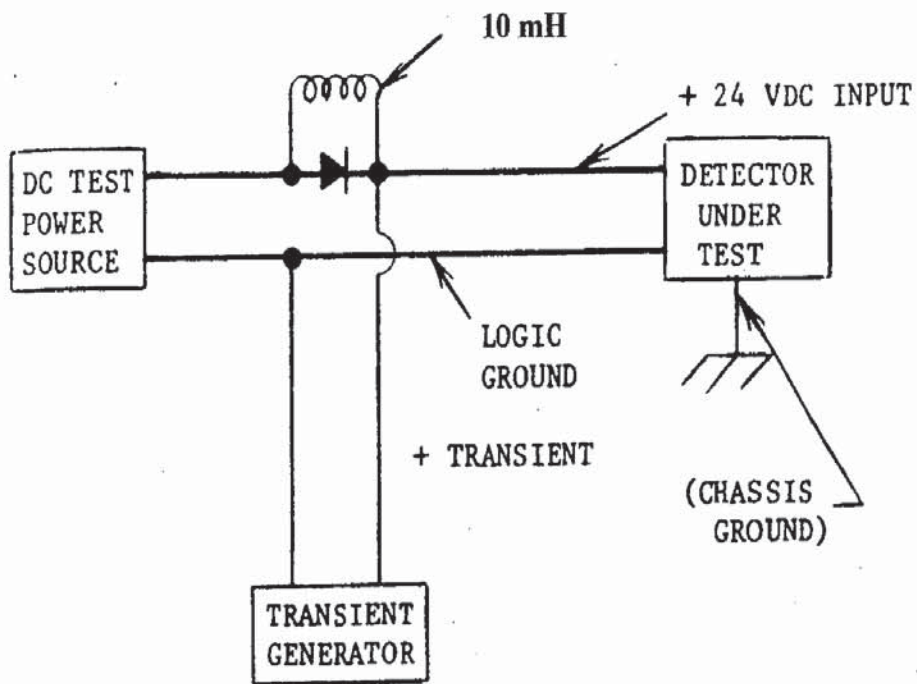 10 mH
+ 24 VDC INPUT
DC TEST
POWER
SOURCE
DETECTOR
UNDER
TEST
LOGIC
GROUND
+ TRANSIENT
(CHASSIS
GROUND)
TRANSIENT
GENERATOR